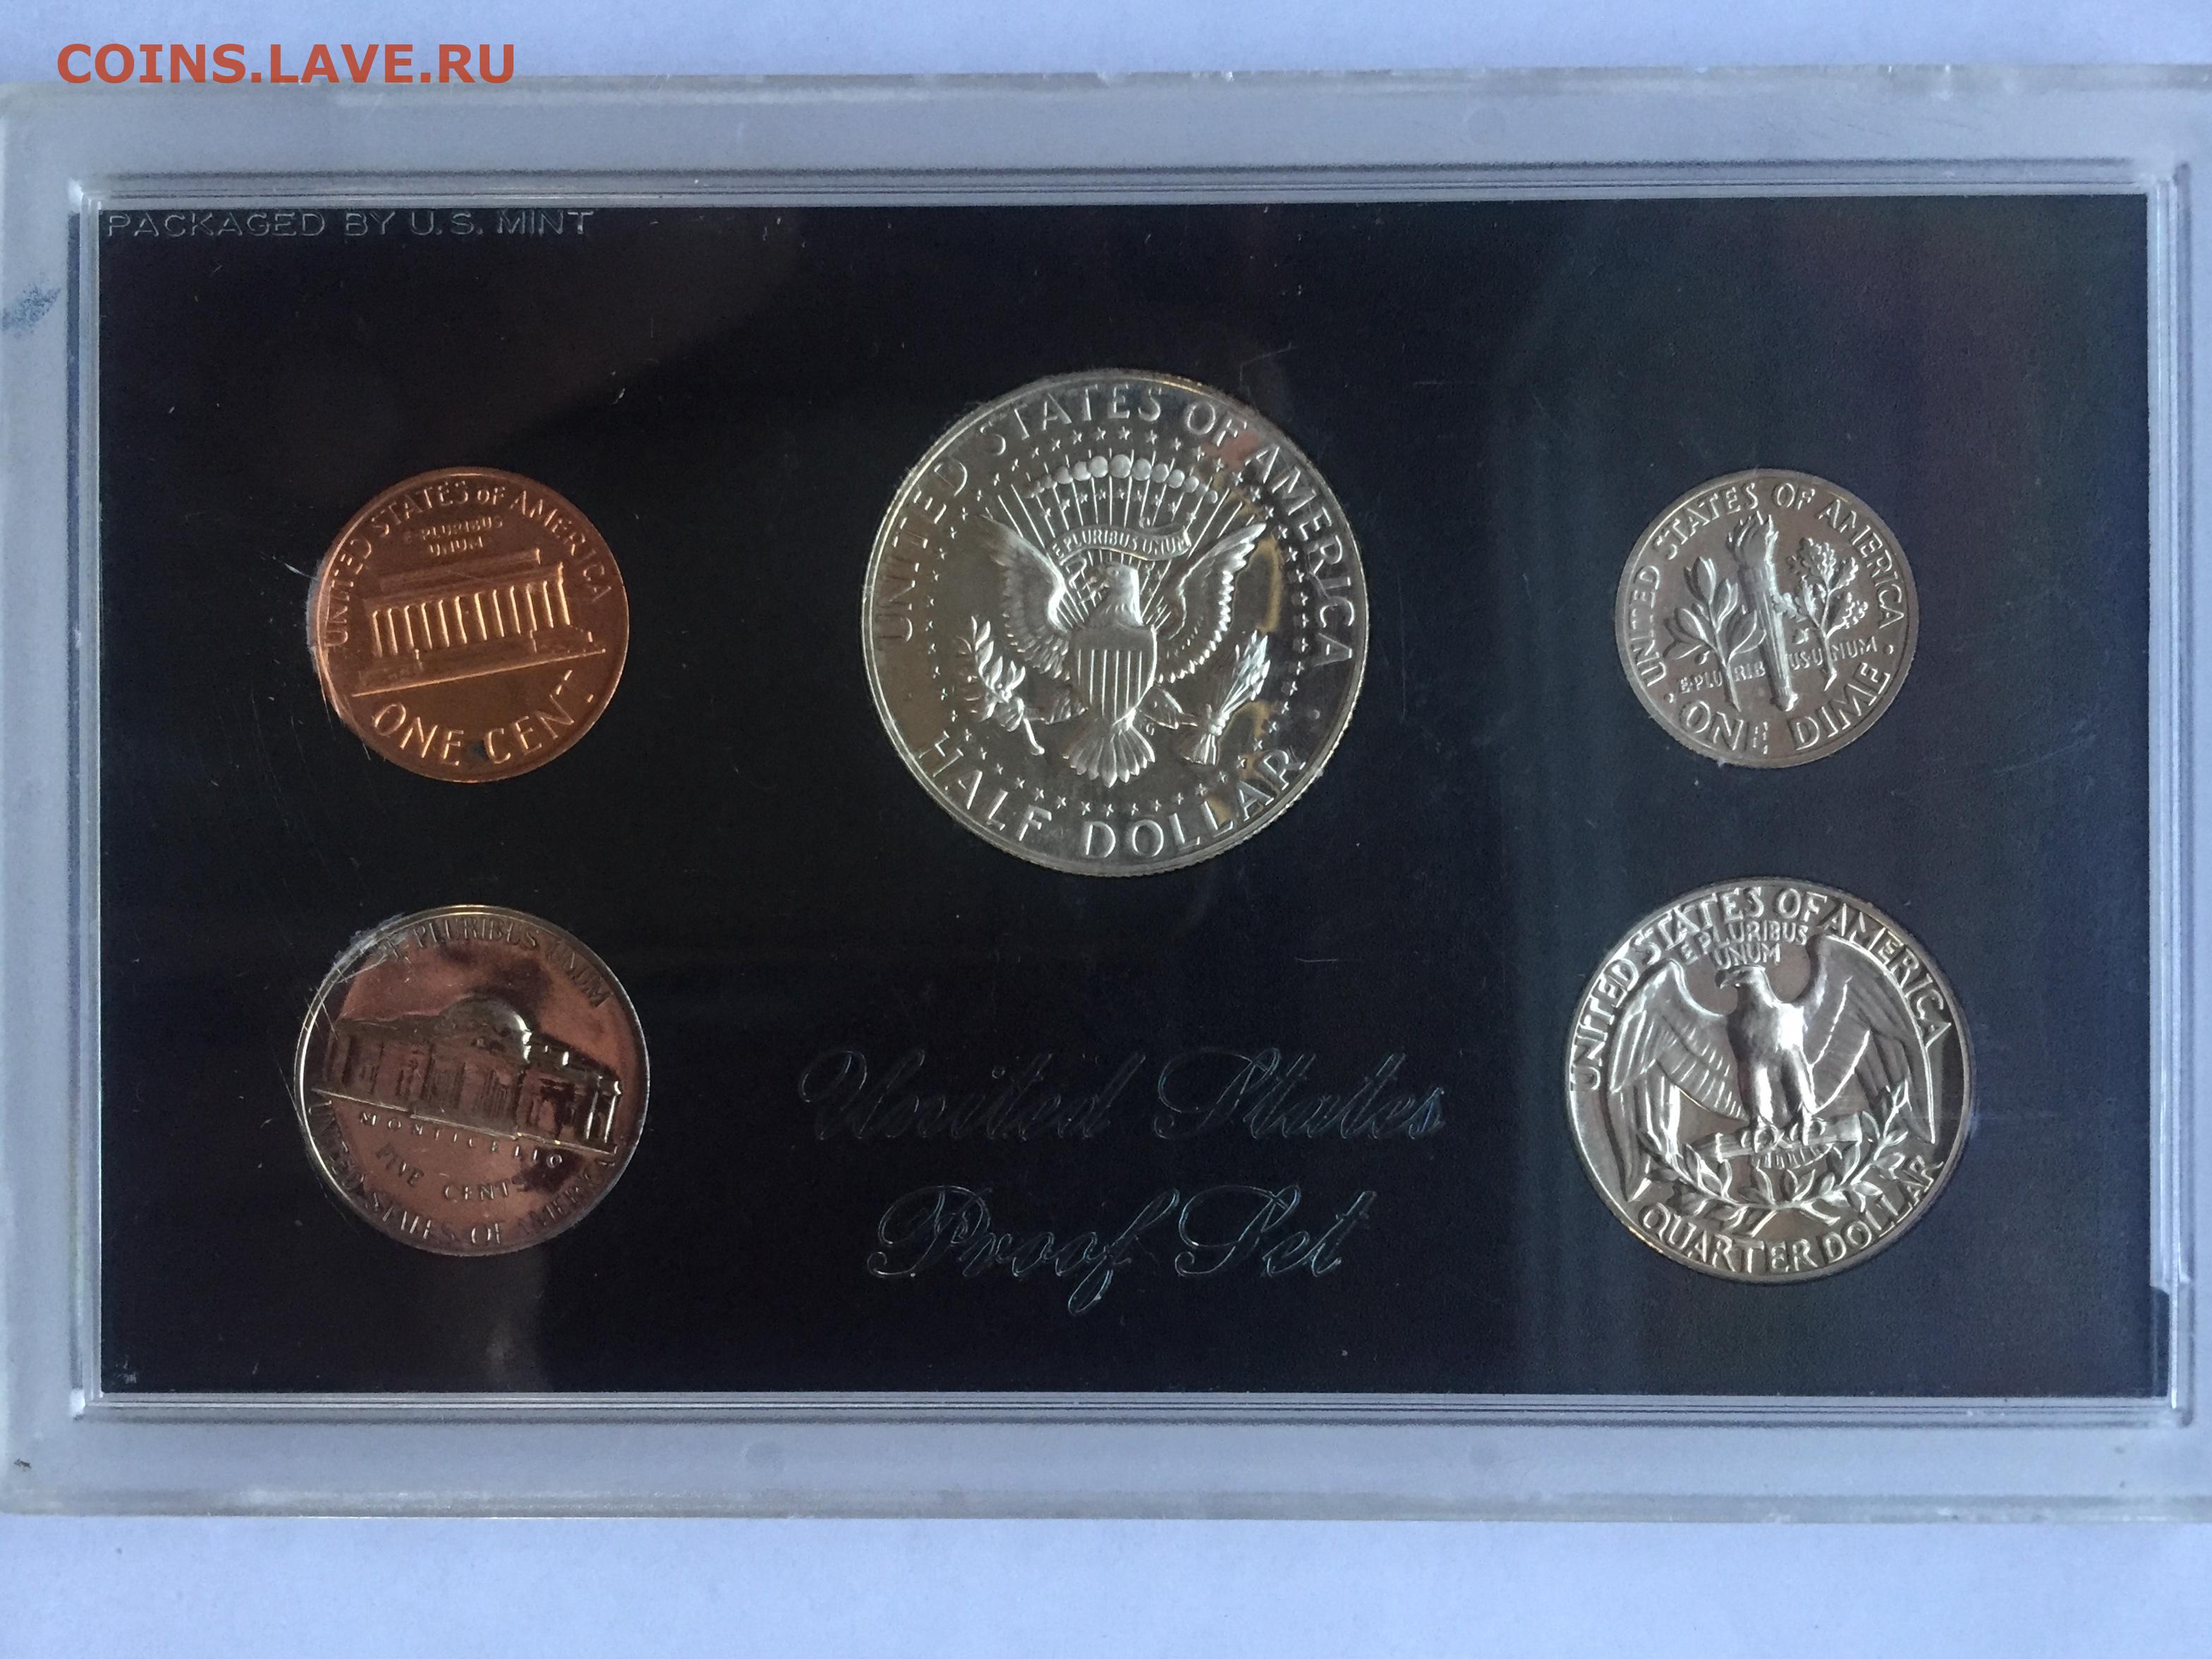 COINS.LAVE.RU
PACKAGED BY U.S. MINT
UNITED STATES OF AMERICA
E·PLURIBUS
UNUM
ONE CENT
UNITED STATES OF AMERICA
E PLURIBUS UNUM
HALF DOLLAR
UNITED STATES OF AMERICA
E·PLURIBUS·UNUM
·ONE DIME·
E PLURIBUS UNUM
MONTICELLO
FIVE CENTS
UNITED STATES OF AMERICA
UNITED STATES OF AMERICA
E PLURIBUS
UNUM
QUARTER DOLLAR
United States
Proof Set